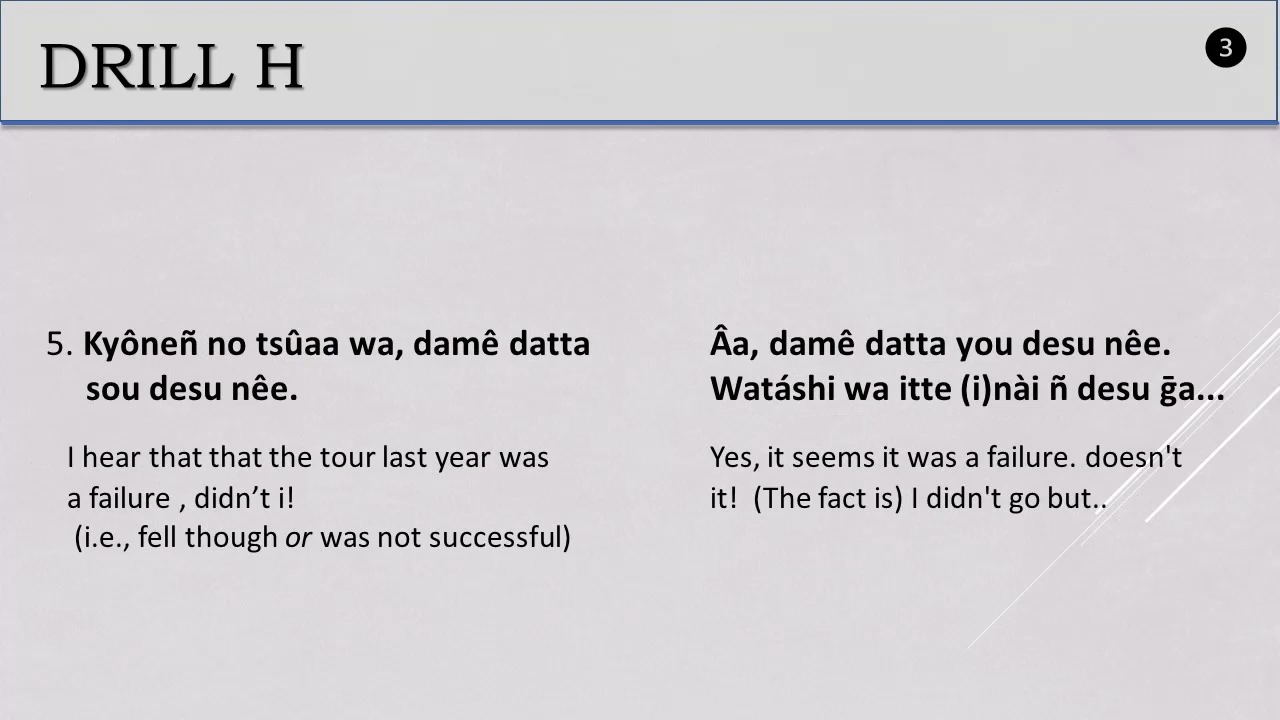 DRILL H
3
5. Kyôneñ no tsûaa wa, damê datta
sou desu nêe.
I hear that that the tour last year was
a failure , didn’t i!
(i.e., fell though or was not successful)
Âa, damê datta you desu nêe.
Watáshi wa itte (i)nài ñ desu ḡa...
Yes, it seems it was a failure. doesn't
it!  (The fact is) I didn't go but..